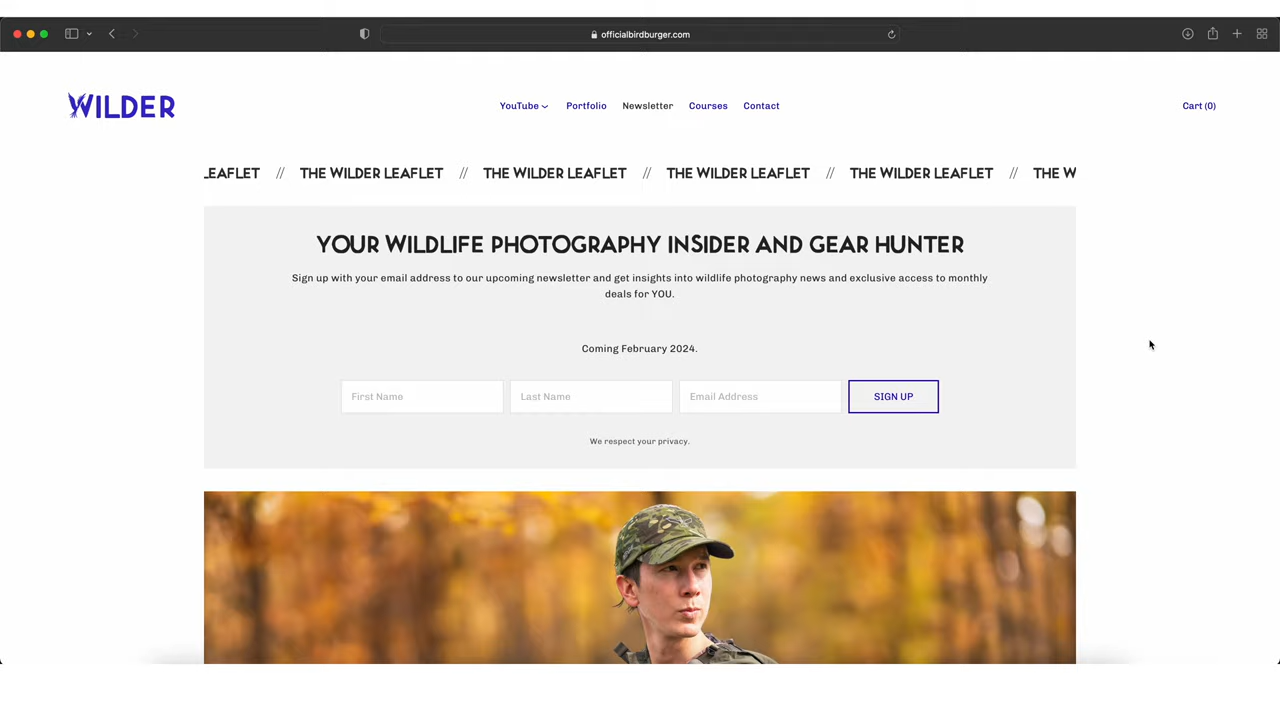 officialbirdburger.com
WILDER
YouTube
Portfolio
Newsletter
Courses
Contact
Cart (0)
LEAFLET // THE WILDER LEAFLET // THE WILDER LEAFLET // THE WILDER LEAFLET // THE WILDER LEAFLET // THE W
YOUR WILDLIFE PHOTOGRAPHY INSIDER AND GEAR HUNTER
Sign up with your email address to our upcoming newsletter and get insights into wildlife photography news and exclusive access to monthly
deals for YOU.
Coming February 2024.
First Name
Last Name
Email Address
SIGN UP
We respect your privacy.